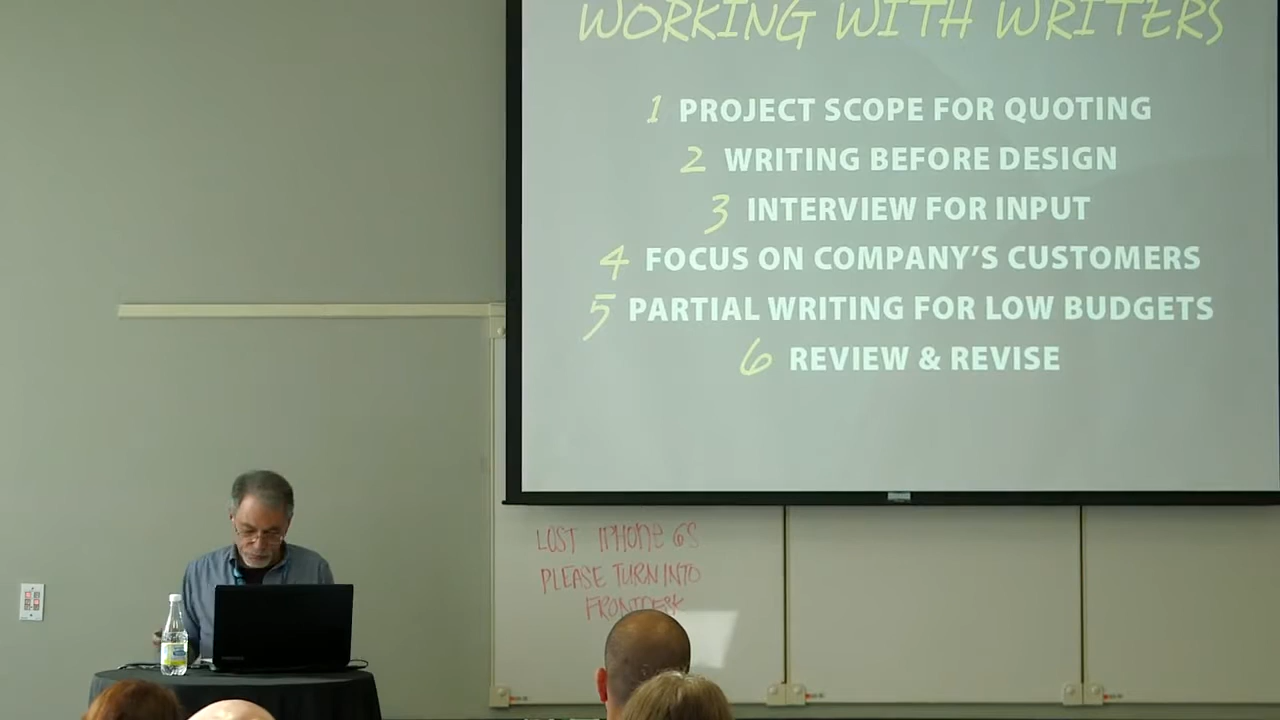 WORKING WITH WRITERS
1 PROJECT SCOPE FOR QUOTING
2 WRITING BEFORE DESIGN
3 INTERVIEW FOR INPUT
4 FOCUS ON COMPANY'S CUSTOMERS
5 PARTIAL WRITING FOR LOW BUDGETS
6 REVIEW & REVISE
LOST IPHONE 6S
PLEASE TURN INTO
FRONTDESK